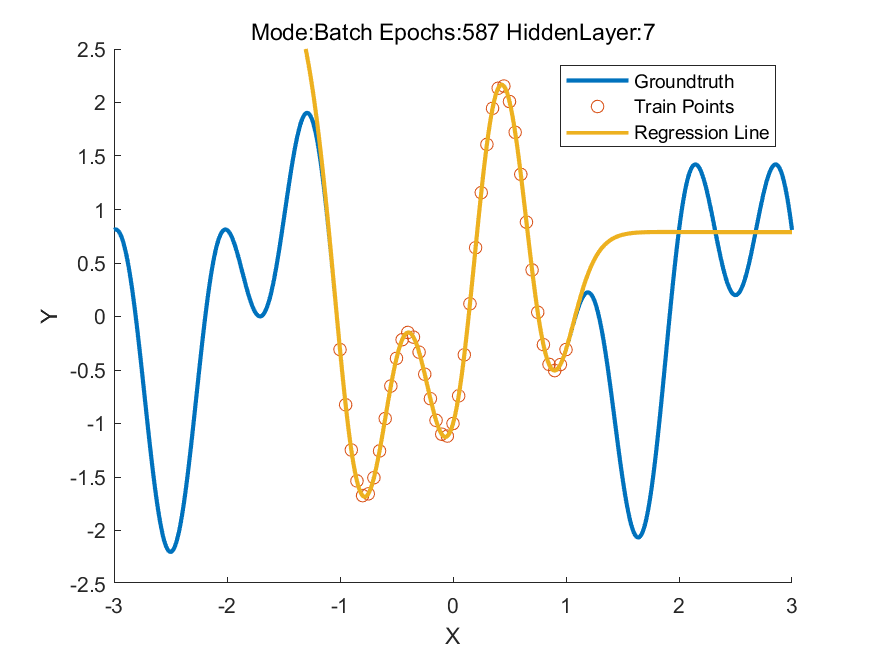 Mode:Batch Epochs:587 HiddenLayer:7
2.5
2
1.5
1
0.5
0
-0.5
-1
-1.5
-2
-2.5
Y
Groundtruth
Train Points
Regression Line
-3 -2 -1 0 1 2 3
X